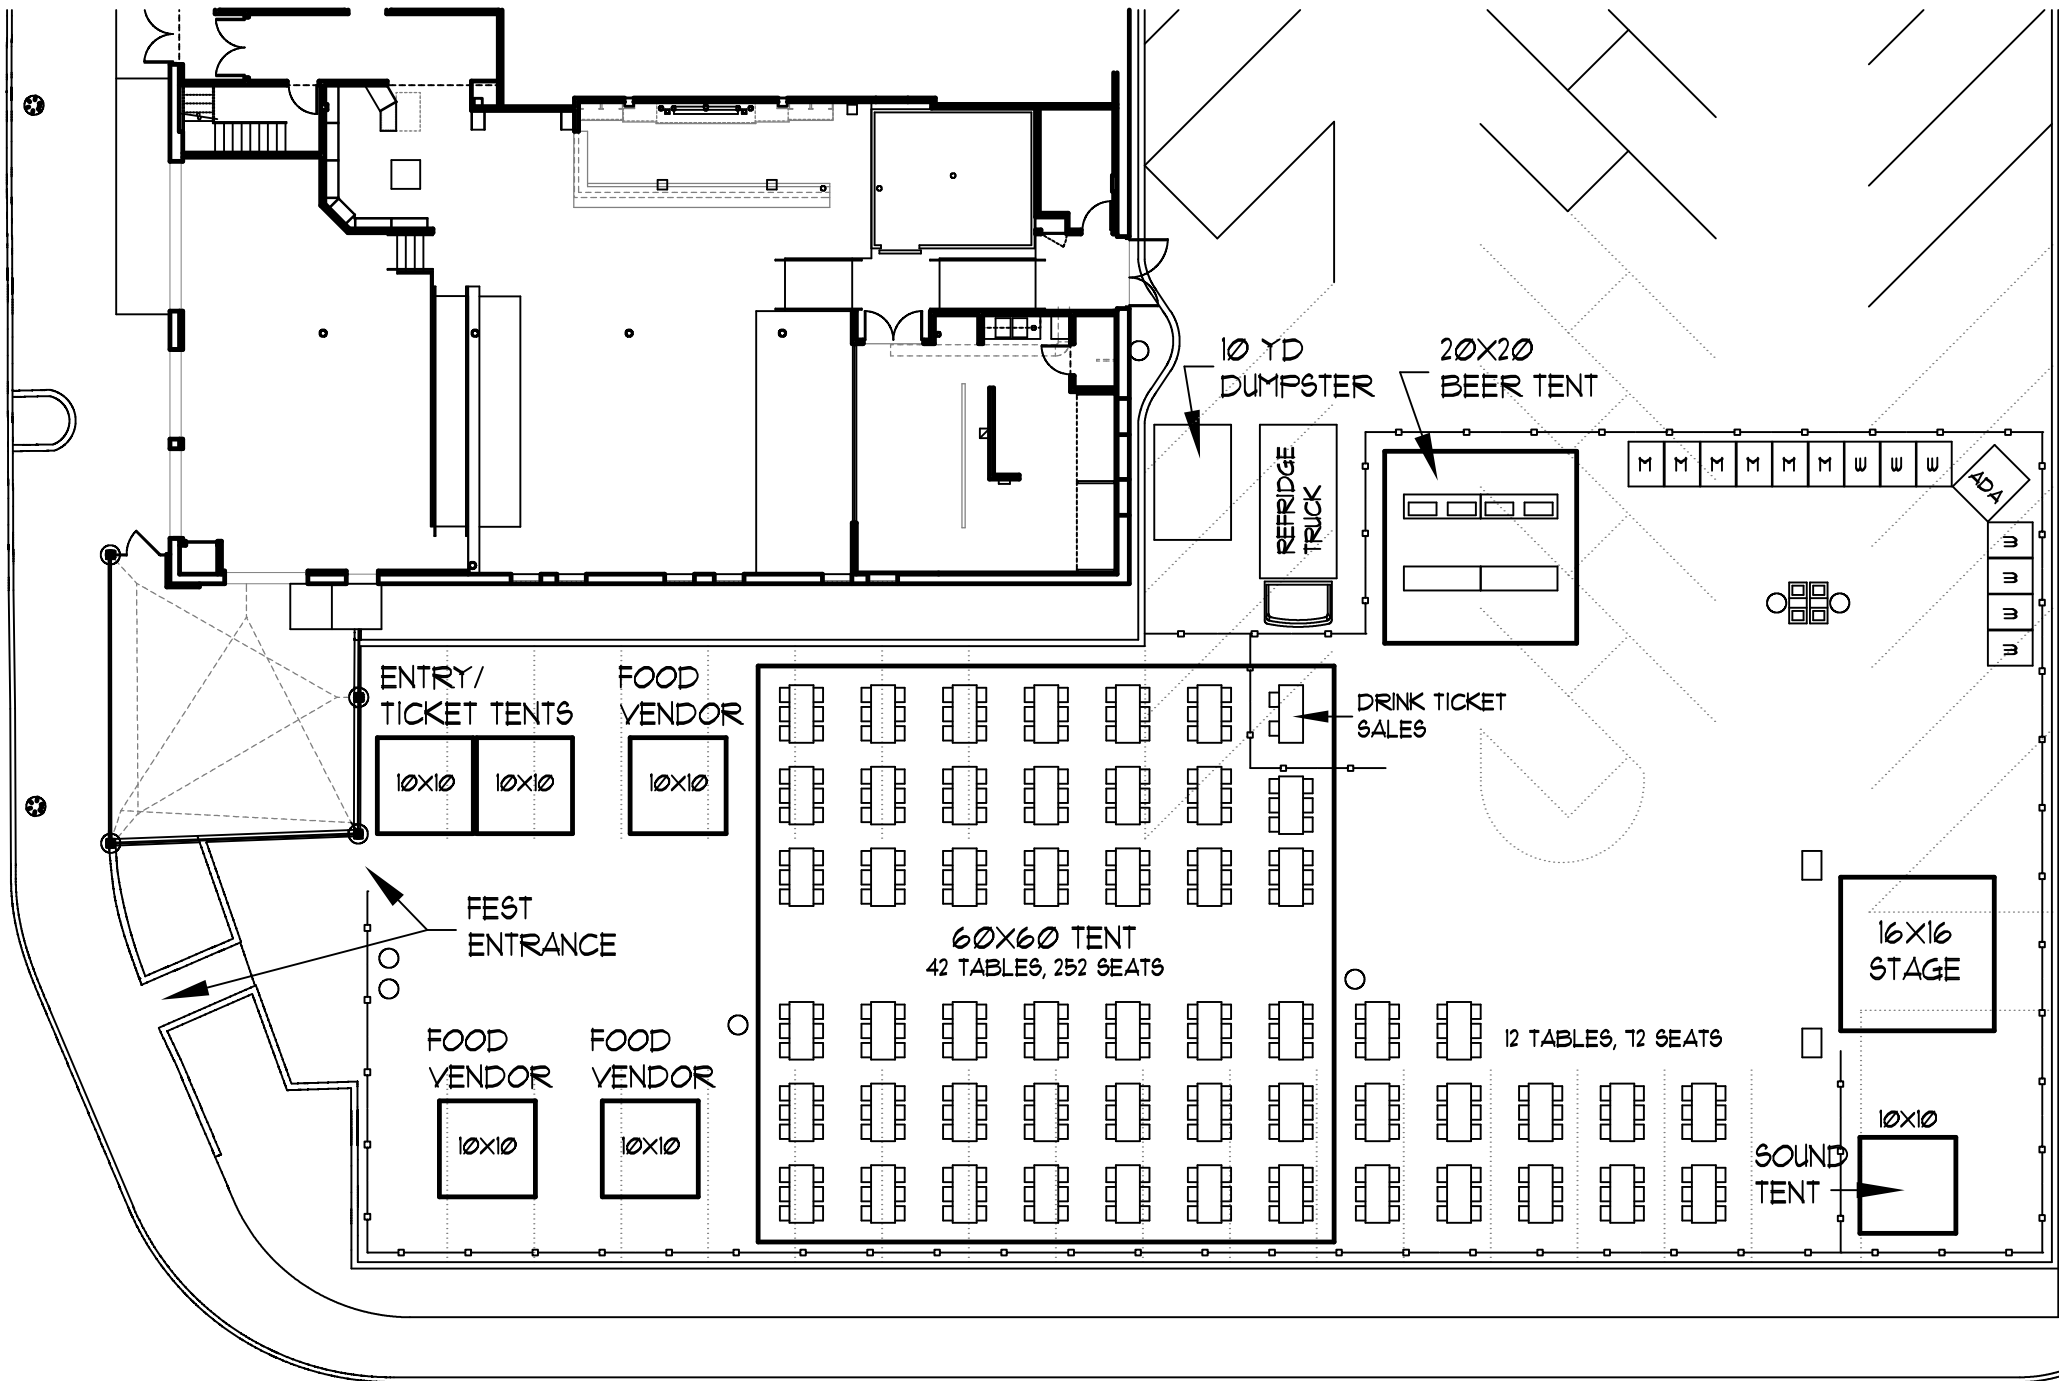 10 YD
DUMPSTER
20X20
BEER TENT
REFRIDGE
TRUCK
M M M M M M W W W
ADA
W
W
W
W
ENTRY/
TICKET TENTS
FOOD
VENDOR
10X10 10X10 10X10
DRINK TICKET
SALES
FEST
ENTRANCE
60X60 TENT
42 TABLES, 252 SEATS
16X16
STAGE
FOOD
VENDOR
FOOD
VENDOR
12 TABLES, 72 SEATS
10X10
10X10
10X10
SOUND
TENT